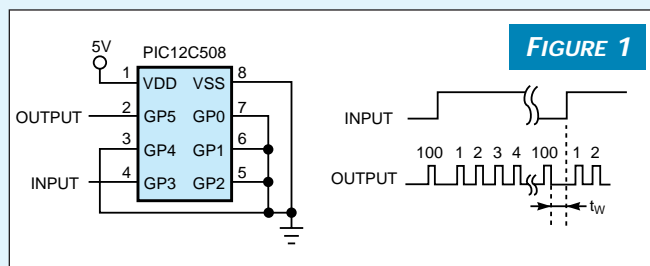 FIGURE 1
5V
PIC12C508
1 VDD VSS 8
OUTPUT 2 GP5 GP0 7
3 GP4 GP1 6
INPUT 4 GP3 GP2 5
INPUT
100 1 2 3 4 100 1 2
OUTPUT
tW